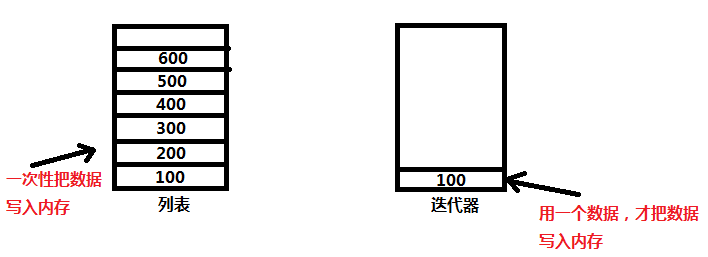 600
500
400
300
200
100
一次性把数据
写入内存
列表
100
迭代器
用一个数据，才把数据
写入内存